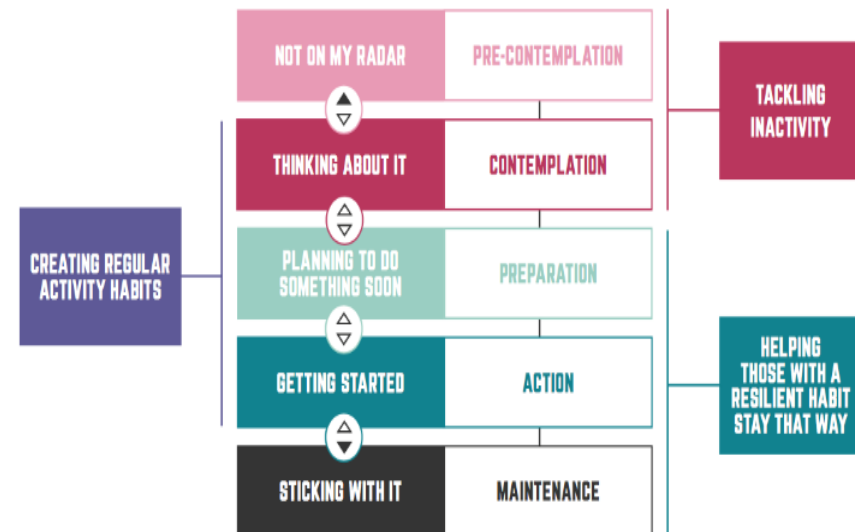 NOT ON MY RADAR
PRE-CONTEMPLATION
TACKLING
INACTIVITY
THINKING ABOUT IT
CONTEMPLATION
CREATING REGULAR
ACTIVITY HABITS
PLANNING TO DO
SOMETHING SOON
PREPARATION
GETTING STARTED
ACTION
HELPING
THOSE WITH A
RESILIENT HABIT
STAY THAT WAY
STICKING WITH IT
MAINTENANCE